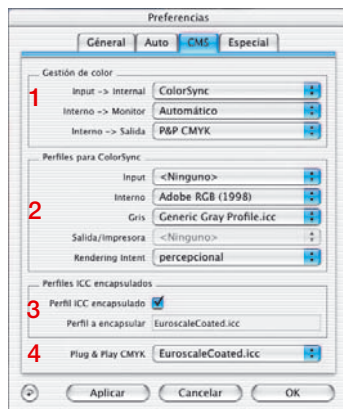 Preferencias
Géneral Auto CMS Especial
Gestión de color
1
Input -> Internal ColorSync
Interno -> Monitor Automático
Interno -> Salida P&P CMYK
Perfiles para ColorSync
Input <Ninguno>
2
Interno Adobe RGB (1998)
Gris Generic Gray Profile.icc
Salida/Impresora <Ninguno>
Rendering Intent percepcional
Perfiles ICC encapsulados
3
Perfil ICC encapsulado
Perfil a encapsular EuroscaleCoated.icc
4
Plug & Play CMYK EuroscaleCoated.icc
Aplicar Cancelar OK